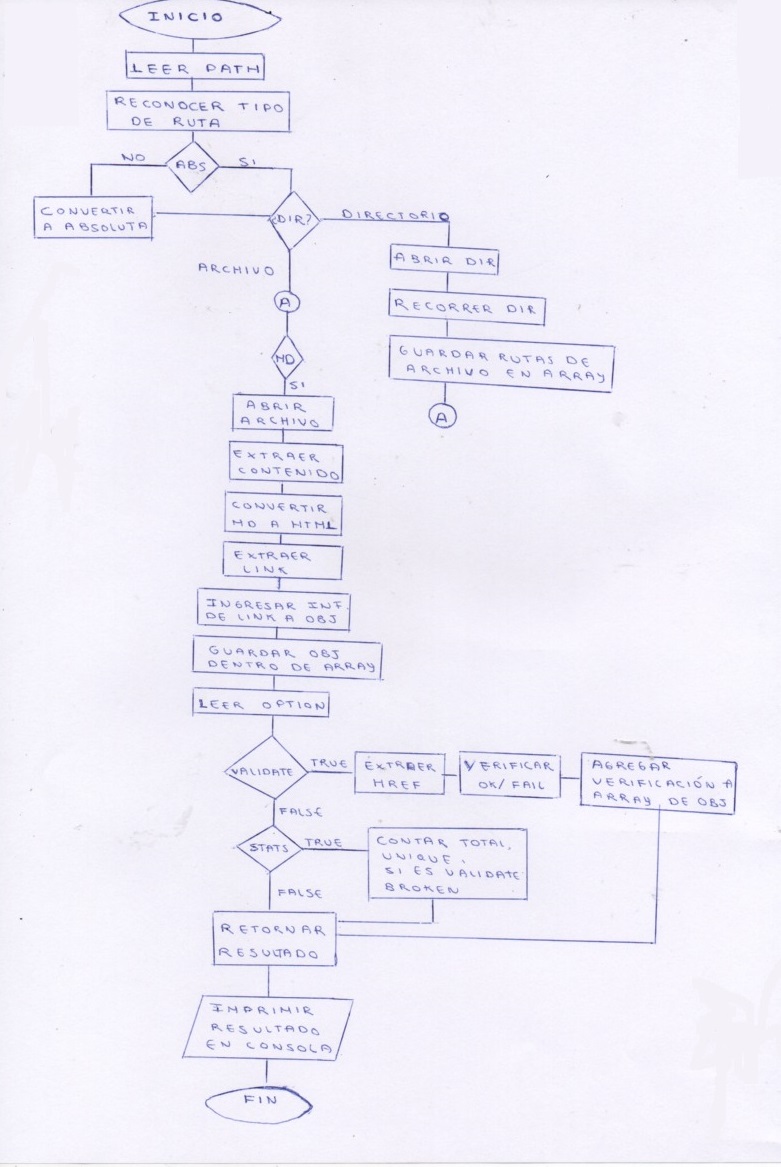 INICIO
LEER PATH
RECONOCER TIPO
DE RUTA
NO
ABS
SI
CONVERTIR
A ABSOLUTA
DIR?
DIRECTORIO
ABRIR DIR
RECORRER DIR
GUARDAR RUTAS DE
ARCHIVO EN ARRAY
A
ARCHIVO
A
MD
SI
ABRIR
ARCHIVO
EXTRAER
CONTENIDO
CONVERTIR
MD A HTML
EXTRAER
LINK
INGRESAR INF.
DE LINK A OBJ
GUARDAR OBJ
DENTRO DE ARRAY
LEER OPTION
VALIDATE
TRUE
EXTRAER
HREF
VERIFICAR
OK/FAIL
AGREGAR
VERIFICACIÓN A
ARRAY DE OBJ
FALSE
STATS
TRUE
CONTAR TOTAL,
UNIQUE,
SI ES VALIDATE
BROKEN
FALSE
RETORNAR
RESULTADO
IMPRIMIR
RESULTADO
EN CONSOLA
FIN